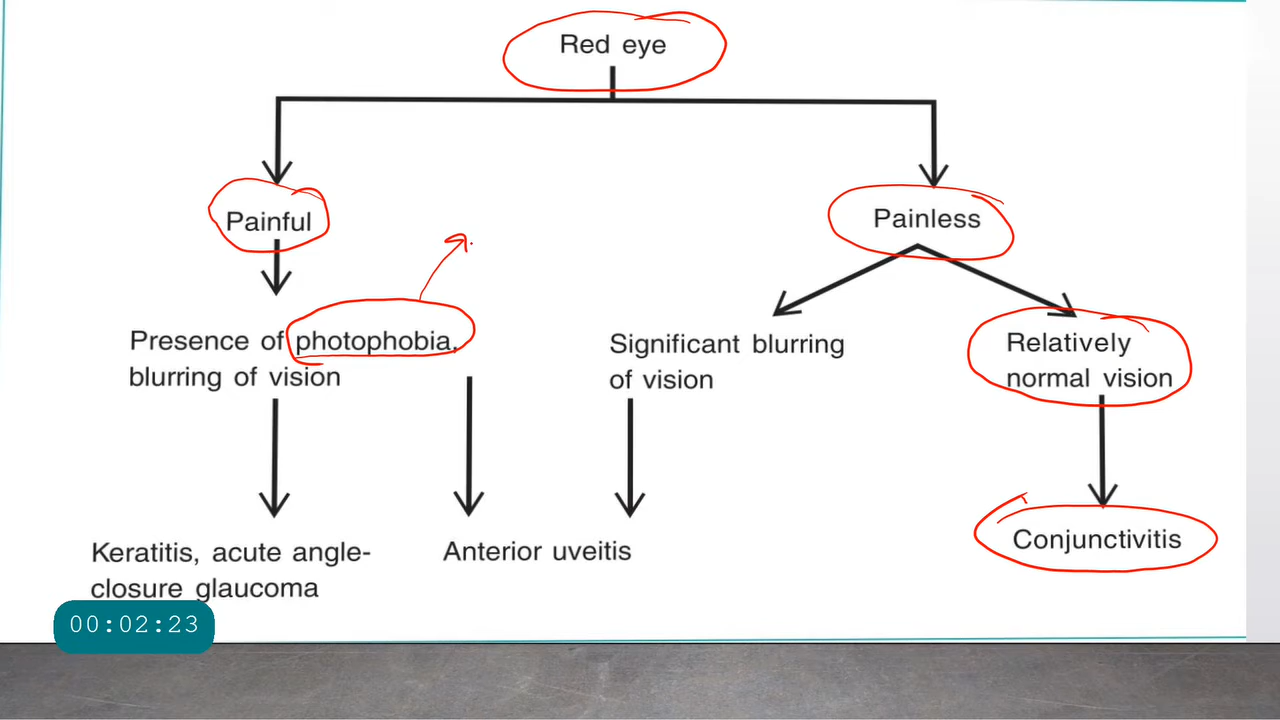 Red eye
Painful
Painless
Presence of photophobia,
blurring of vision
Significant blurring
of vision
Relatively
normal vision
Keratitis, acute angle-
closure glaucoma
Anterior uveitis
Conjunctivitis
00:02:23